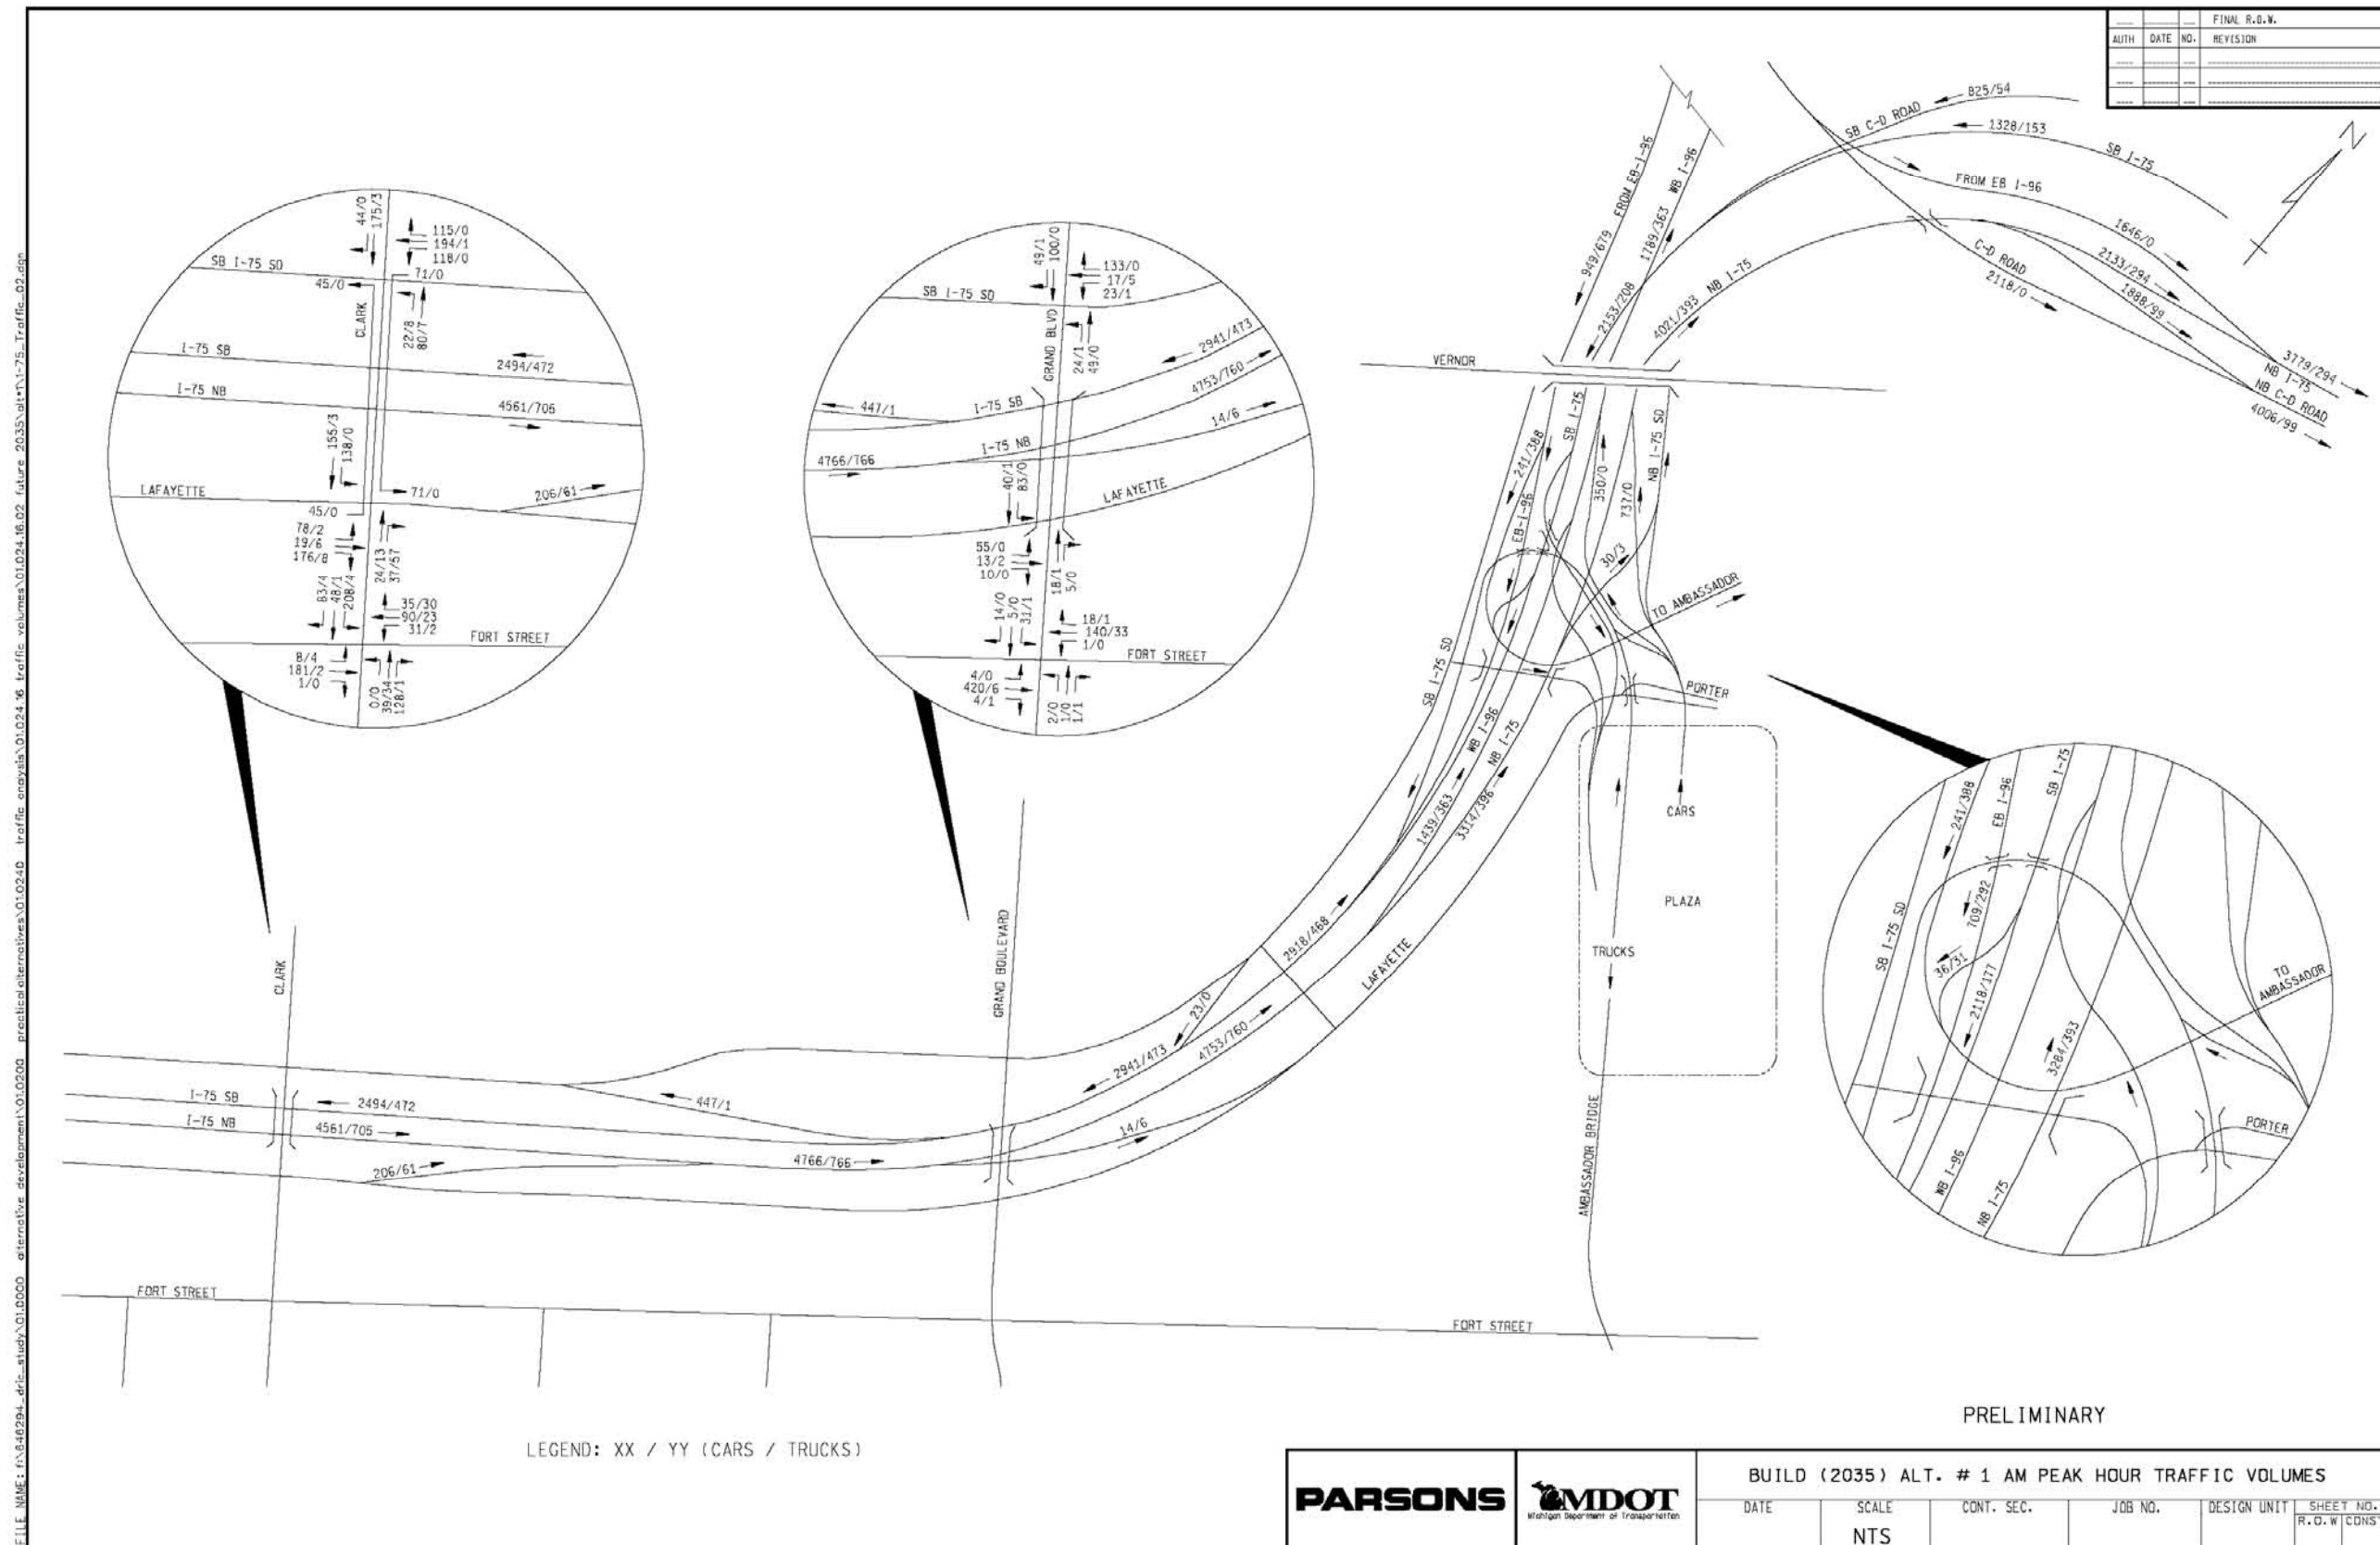 FINAL R.O.W.
AUTH DATE NO. REVISION
825/54
SB C-D ROAD
1328/153
SB I-75
FROM EB I-96
1646/0
2133/294
1888/99
C-D ROAD
2118/0
3779/294
NB I-75
NB C-D ROAD
4006/99
N
949/679 FROM EB-I-96
1789/363 WB I-96
2153/208
4021/393 NB I-75
VERNOR
44/0
175/3
115/0
194/1
118/0
SB I-75 SD
71/0
45/0
CLARK
22/8
80/7
I-75 SB
2494/472
I-75 NB
4561/705
155/3
138/0
LAFAYETTE
71/0
206/61
45/0
78/2
19/6
176/8
24/13
37/57
83/4
48/1
208/4
35/30
90/23
31/2
FORT STREET
8/4
181/2
1/0
0/0
39/34
128/1
49/1
100/0
133/0
17/5
23/1
SB I-75 SD
GRAND BLVD
24/1
49/0
2941/473
4753/760
447/1
I-75 SB
14/6
I-75 NB
4766/766
40/1
83/0
LAFAYETTE
55/0
13/2
10/0
18/1
5/0
14/0
5/0
31/1
18/1
140/33
1/0
FORT STREET
4/0
420/6
4/1
2/0
1/0
1/1
241/388
SB I-75
EB-I-96
350/0
737/0
NB I-75 SD
30/3
TO AMBASSADOR
SB I-75 SD
PORTER
WB I-96
NB I-75
1439/363
3314/396
CARS
PLAZA
TRUCKS
AMBASSADOR BRIDGE
2918/468
LAFAYETTE
23/0
2941/473
4753/760
14/6
CLARK
GRAND BOULEVARD
I-75 SB
2494/472
447/1
I-75 NB
4561/705
206/61
4766/766
FORT STREET
FORT STREET
241/388
EB I-96
SB I-75
SB I-75 SD
709/292
36/31
2118/177
TO
AMBASSADOR
3284/393
PORTER
WB I-96
NB I-75
PRELIMINARY
LEGEND: XX / YY (CARS / TRUCKS)
PARSONS
MDOT
Michigan Department of Transportation
BUILD (2035) ALT. # 1 AM PEAK HOUR TRAFFIC VOLUMES
DATE SCALE CONT. SEC. JOB NO. DESIGN UNIT SHEET NO.
NTS
R.O.W CONST